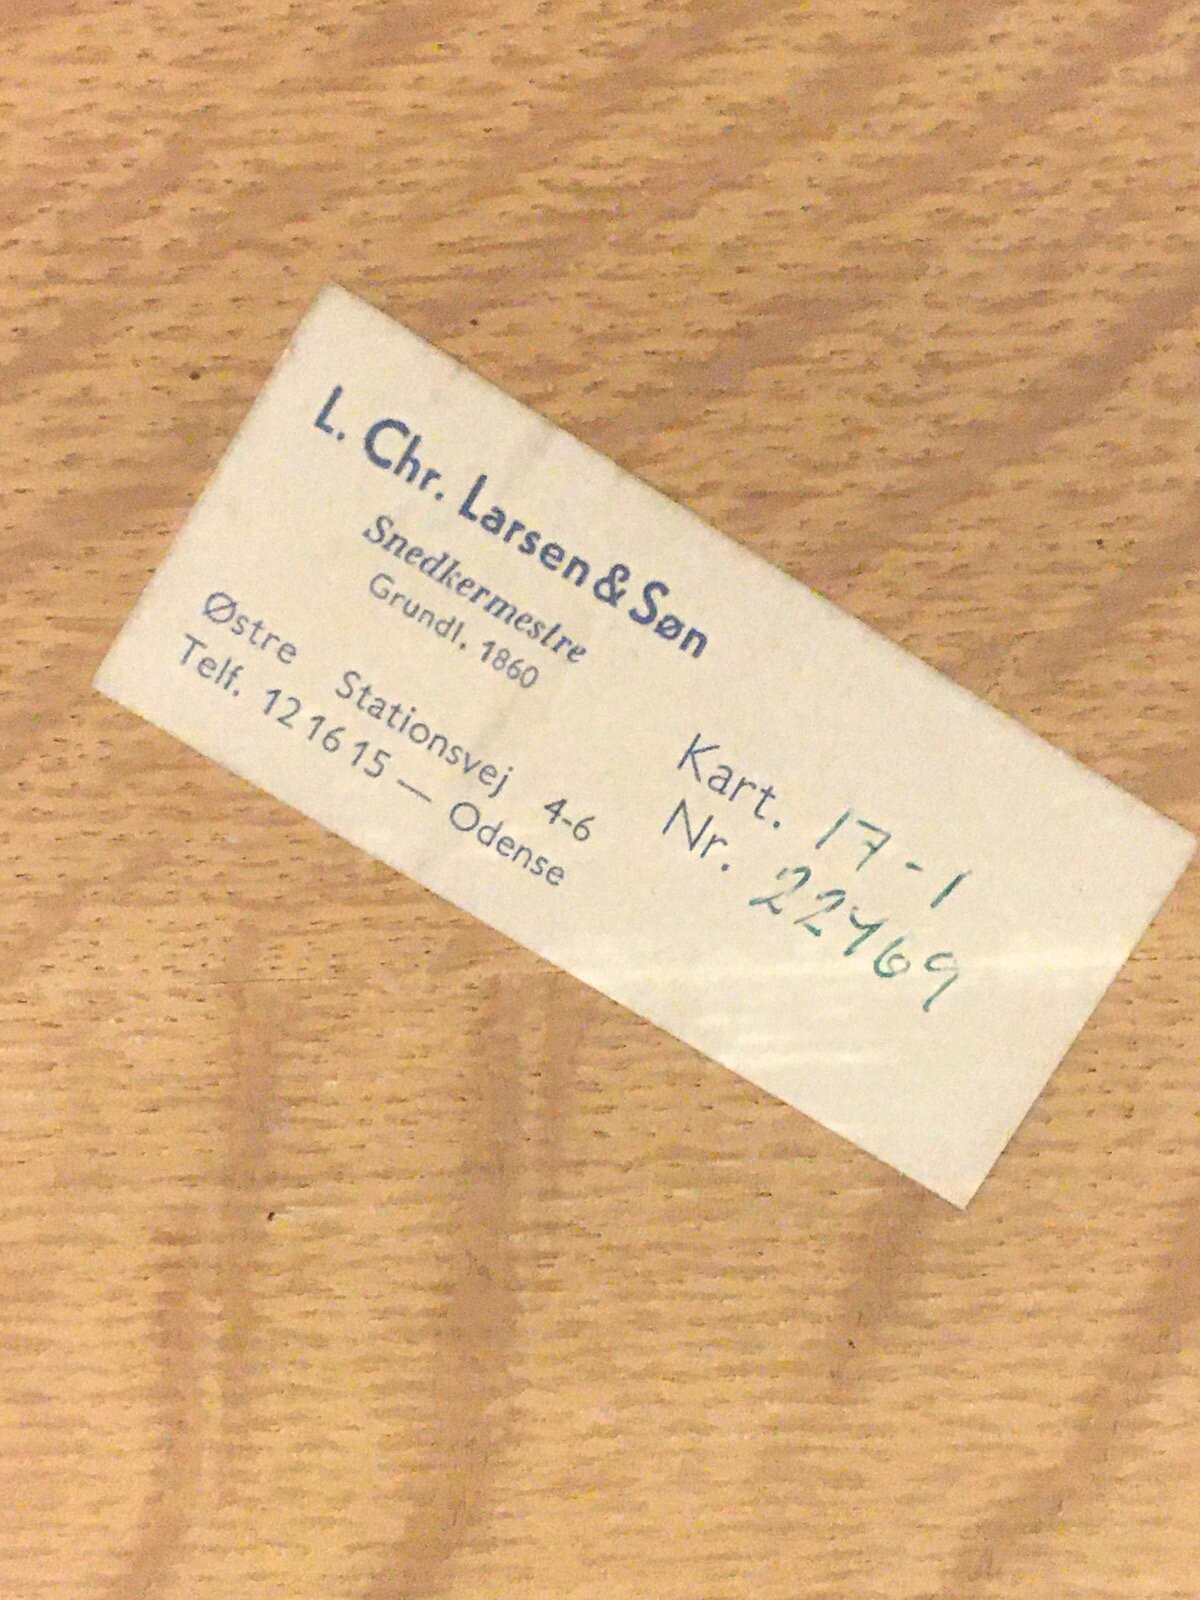 L. Chr. Larsen & Søn
Snedkermestre
Grundl. 1860
Østre Stationsvej 4-6
Telf. 12 16 15 — Odense
Kart. 17-1
Nr. 22469